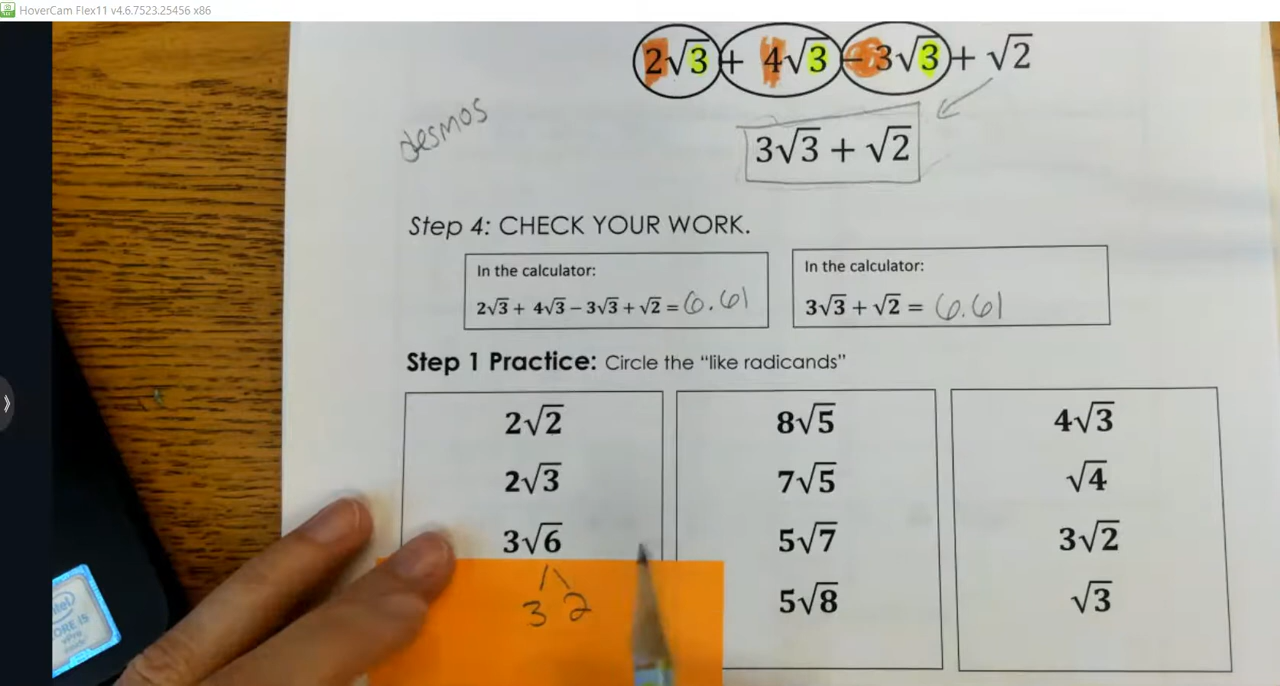 HoverCam Flex11 v4.6.7523.25456 x86
2√3 + 4√3 − 3√3 + √2
desmos
3√3 + √2
Step 4: CHECK YOUR WORK.
In the calculator:
2√3 + 4√3 − 3√3 + √2 = 6.61
In the calculator:
3√3 + √2 = 6.61
Step 1 Practice: Circle the “like radicands”
2√2
2√3
3√6
3 2
8√5
7√5
5√7
5√8
4√3
√4
3√2
√3